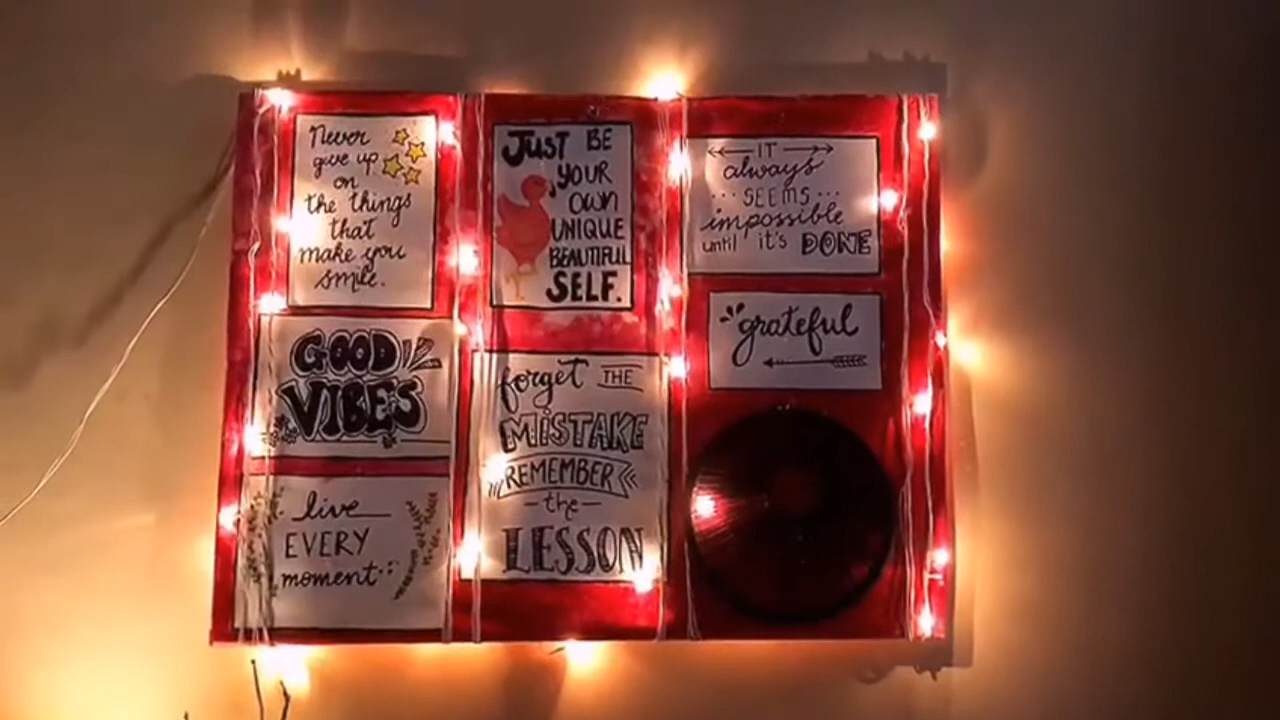 Never
give up
on
the things
that
make you
smile.
GOOD
VIBES
live
EVERY
moment
JUST BE
YOUR
OWN
UNIQUE
BEAUTIFUL
SELF.
forget THE
MISTAKE
REMEMBER
-the-
LESSON
IT
always
...SEEMS...
impossible
until it's DONE
grateful